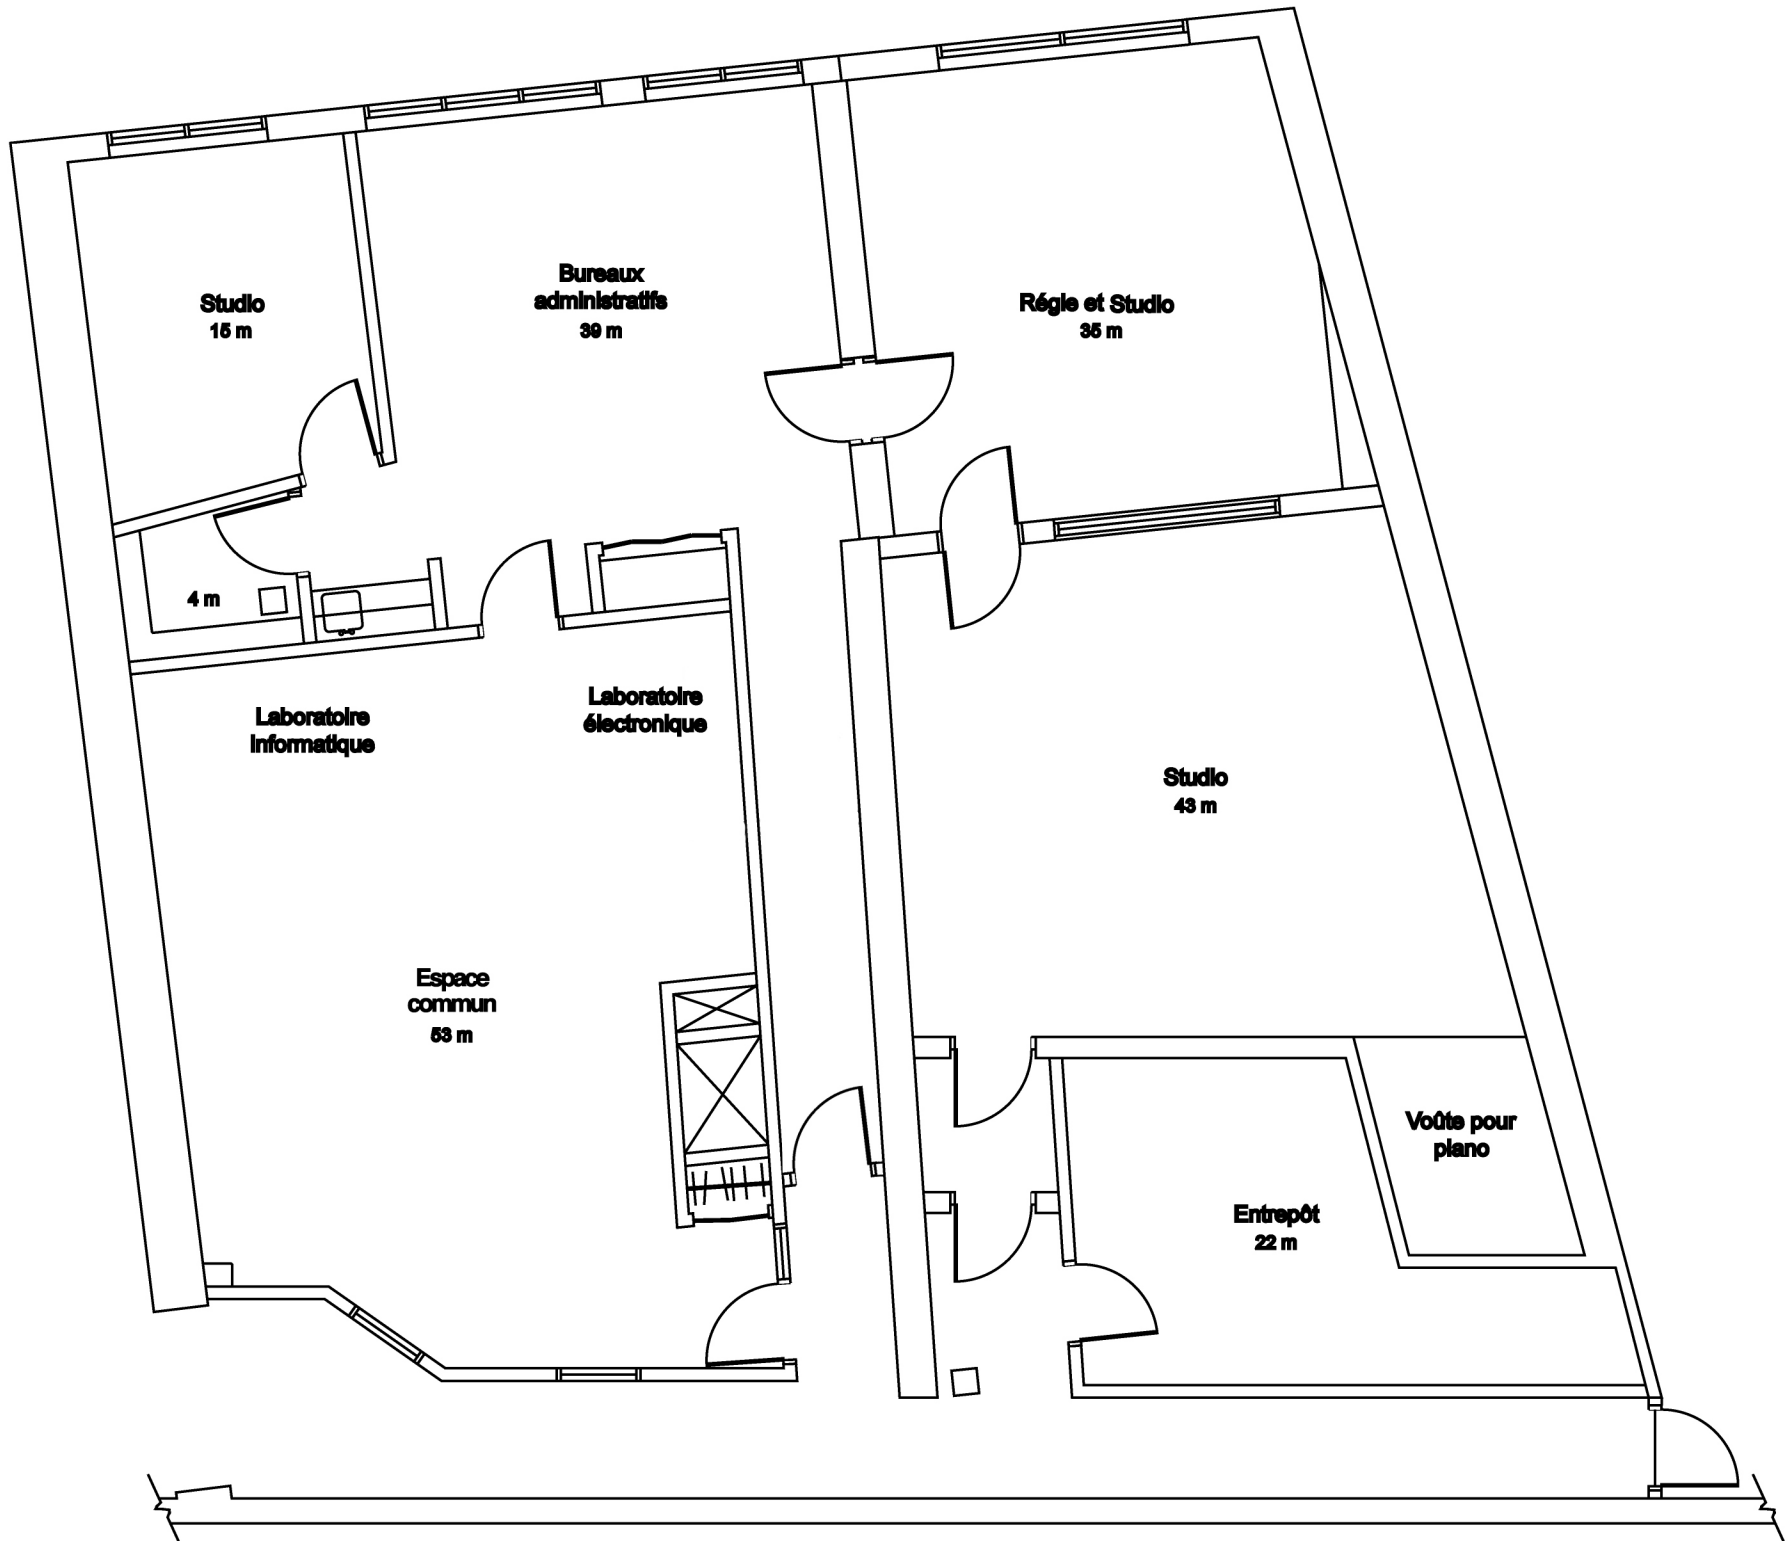 Bureaux
administratifs
39 m
Studio
15 m
Régie et Studio
35 m
4 m
Laboratoire
informatique
Laboratoire
électronique
Studio
43 m
Espace
commun
53 m
Voûte pour
piano
Entrepôt
22 m